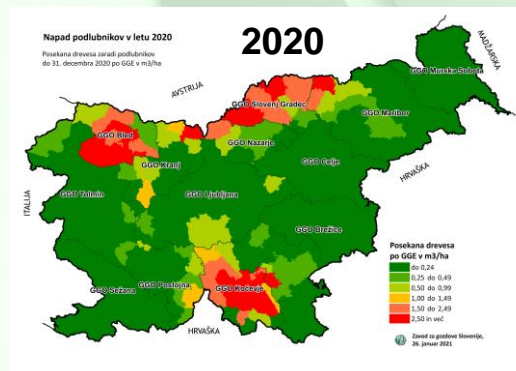 Napad podlubnikov v letu 2020
2020
Posekana drevesa zaradi podlubnikov
do 31. decembra 2020 po GGE v m3/ha
MADŽARSKA
AVSTRIJA
GGO Murska Sobota
GGO Slovenj Gradec
GGO Maribor
GGO Bled
GGO Nazarje
GGO Kranj
GGO Celje
HRVAŠKA
ITALIJA
GGO Tolmin
GGO Ljubljana
GGO Brežice
GGO Sežana
GGO Postojna
GGO Kočevje
HRVAŠKA
Posekana drevesa
po GGE v m3/ha
do 0,24
0,25 do 0,49
0,50 do 0,99
1,00 do 1,49
1,50 do 2,49
2,50 in več
Zavod za gozdove Slovenije,
26. januar 2021